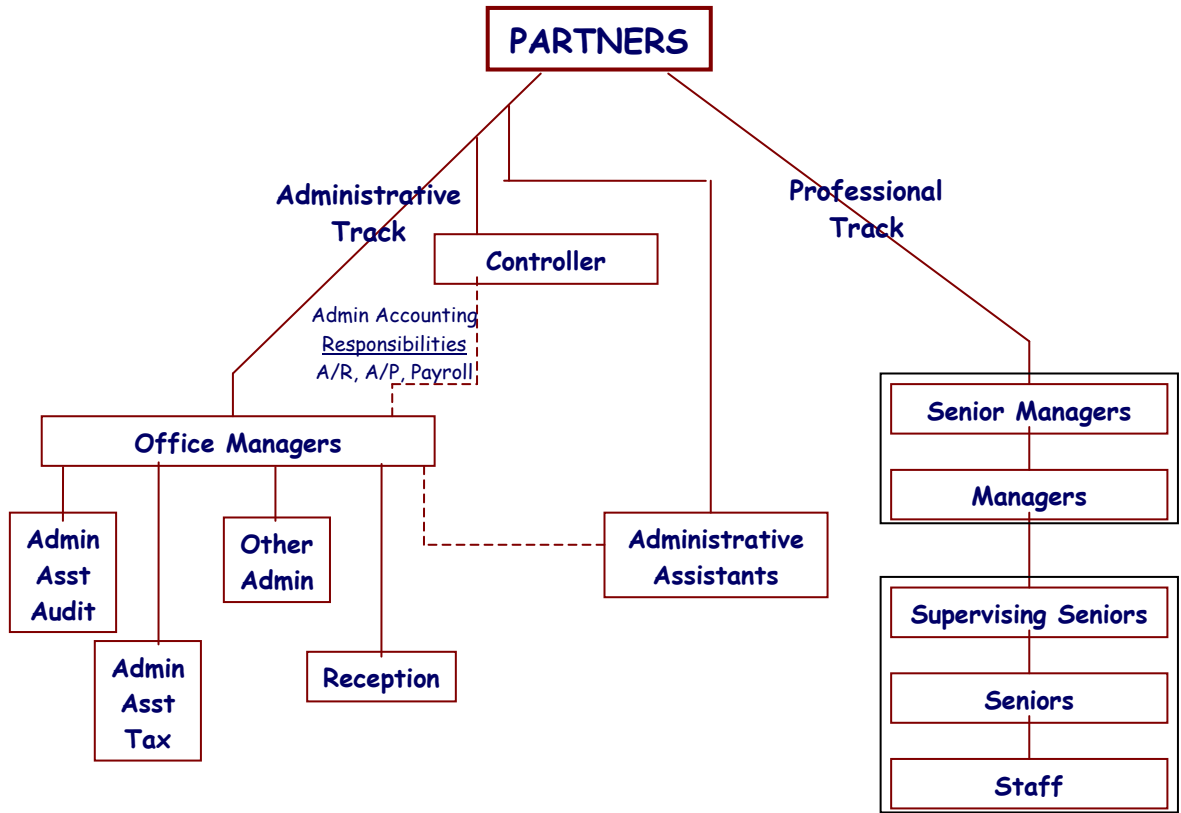 PARTNERS
Administrative
Track
Professional
Track
Controller
Admin Accounting
Responsibilities
A/R, A/P, Payroll
Office Managers
Senior Managers
Managers
Admin
Asst
Audit
Other
Admin
Administrative
Assistants
Admin
Asst
Tax
Reception
Supervising Seniors
Seniors
Staff